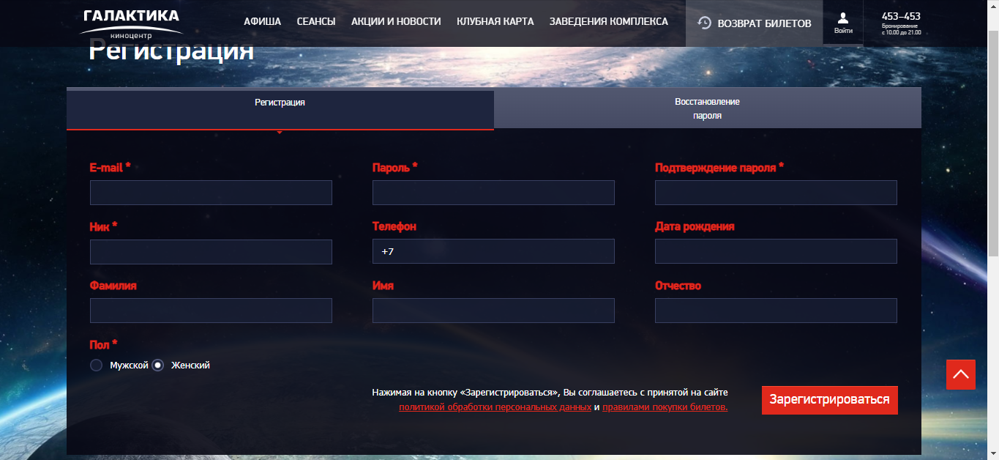 ГАЛАКТИКА
киноцентр
АФИША СЕАНСЫ АКЦИИ И НОВОСТИ КЛУБНАЯ КАРТА ЗАВЕДЕНИЯ КОМПЛЕКСА
ВОЗВРАТ БИЛЕТОВ
Войти
453–453
Бронирование
с 10.00 до 21.00
Регистрация
Регистрация
Восстановление
пароля
E-mail * Пароль * Подтверждение пароля *
Ник * Телефон Дата рождения
+7
Фамилия Имя Отчество
Пол *
Мужской Женский
Нажимая на кнопку «Зарегистрироваться», Вы соглашаетесь с принятой на сайте
политикой обработки персональных данных и правилами покупки билетов.
Зарегистрироваться